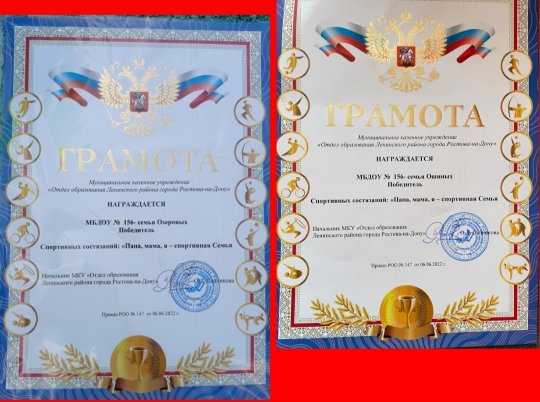 ГРАМОТА
Муниципальное казенное учреждение
«Отдел образования Ленинского района города Ростова-на-Дону»
НАГРАЖДАЕТСЯ
МБДОУ № 156- семья Озеровых
Победитель
Спортивных состязаний: «Папа, мама, я – спортивная Семья
Начальник МКУ «Отдел образования
Ленинского района города Ростова-на-Дону»
Приказ РОО № 147 от 06.06.2022 г.
ГРАМОТА
Муниципальное казенное учреждение
«Отдел образования Ленинского района города Ростова-на-Дону»
НАГРАЖДАЕТСЯ
МБДОУ № 156- семья Ошиных
Победитель
Спортивных состязаний: «Папа, мама, я – спортивная Семья
Начальник МКУ «Отдел образования
Ленинского района города Ростова-на-Дону»
Приказ РОО № 147 от 06.06.2022 г.